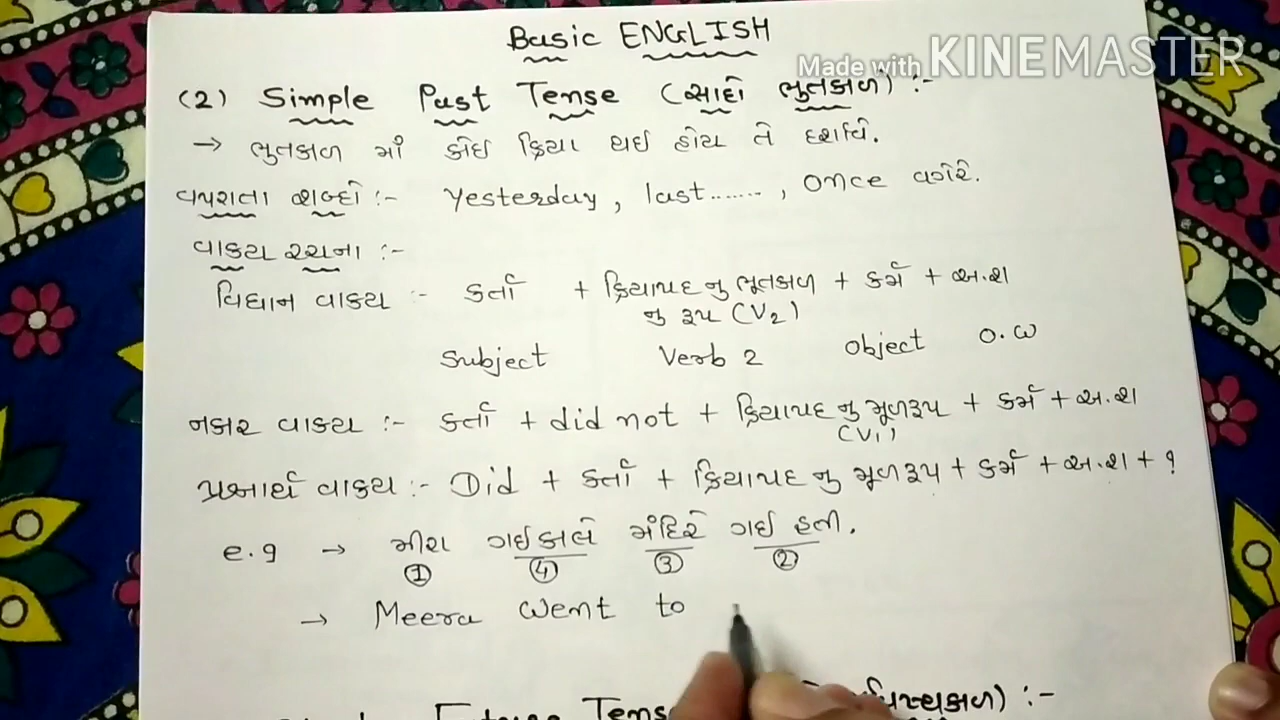 Basic ENGLISH
Made with KINEMASTER
(2) Simple Past Tense (સાદો ભુતકાળ) :-
→ ભુતકાળ માં કોઈ ક્રિયા થઈ હોય તે દર્શાવે.
વપરાતા શબ્દો :- Yesterday, last......., once વગેરે.
વાક્ય રચના :-
વિધાન વાક્ય :- કર્તા + ક્રિયાપદ નુ ભૂતકાળ + કર્મ + અ.શ
નુ રૂપ (V2)
Subject Verb 2 Object O.W
નકાર વાક્ય :- કર્તા + did not + ક્રિયાપદ નુ મૂળરૂપ + કર્મ + અ.શ
(V1)
પ્રશ્નાર્થ વાક્ય :- Did + કર્તા + ક્રિયાપદ નુ મૂળરૂપ + કર્મ + અ.શ + ?
e.g → મીરા ગઈકાલે મંદિરે ગઈ હતી.
① ④ ③ ②
→ Meera went to
Tense